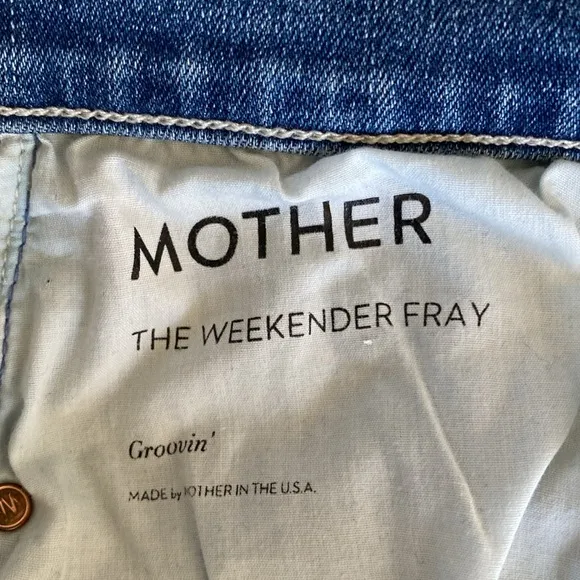 MOTHER
THE WEEKENDER FRAY
Groovin'
MADE by MOTHER IN THE U.S.A.
M